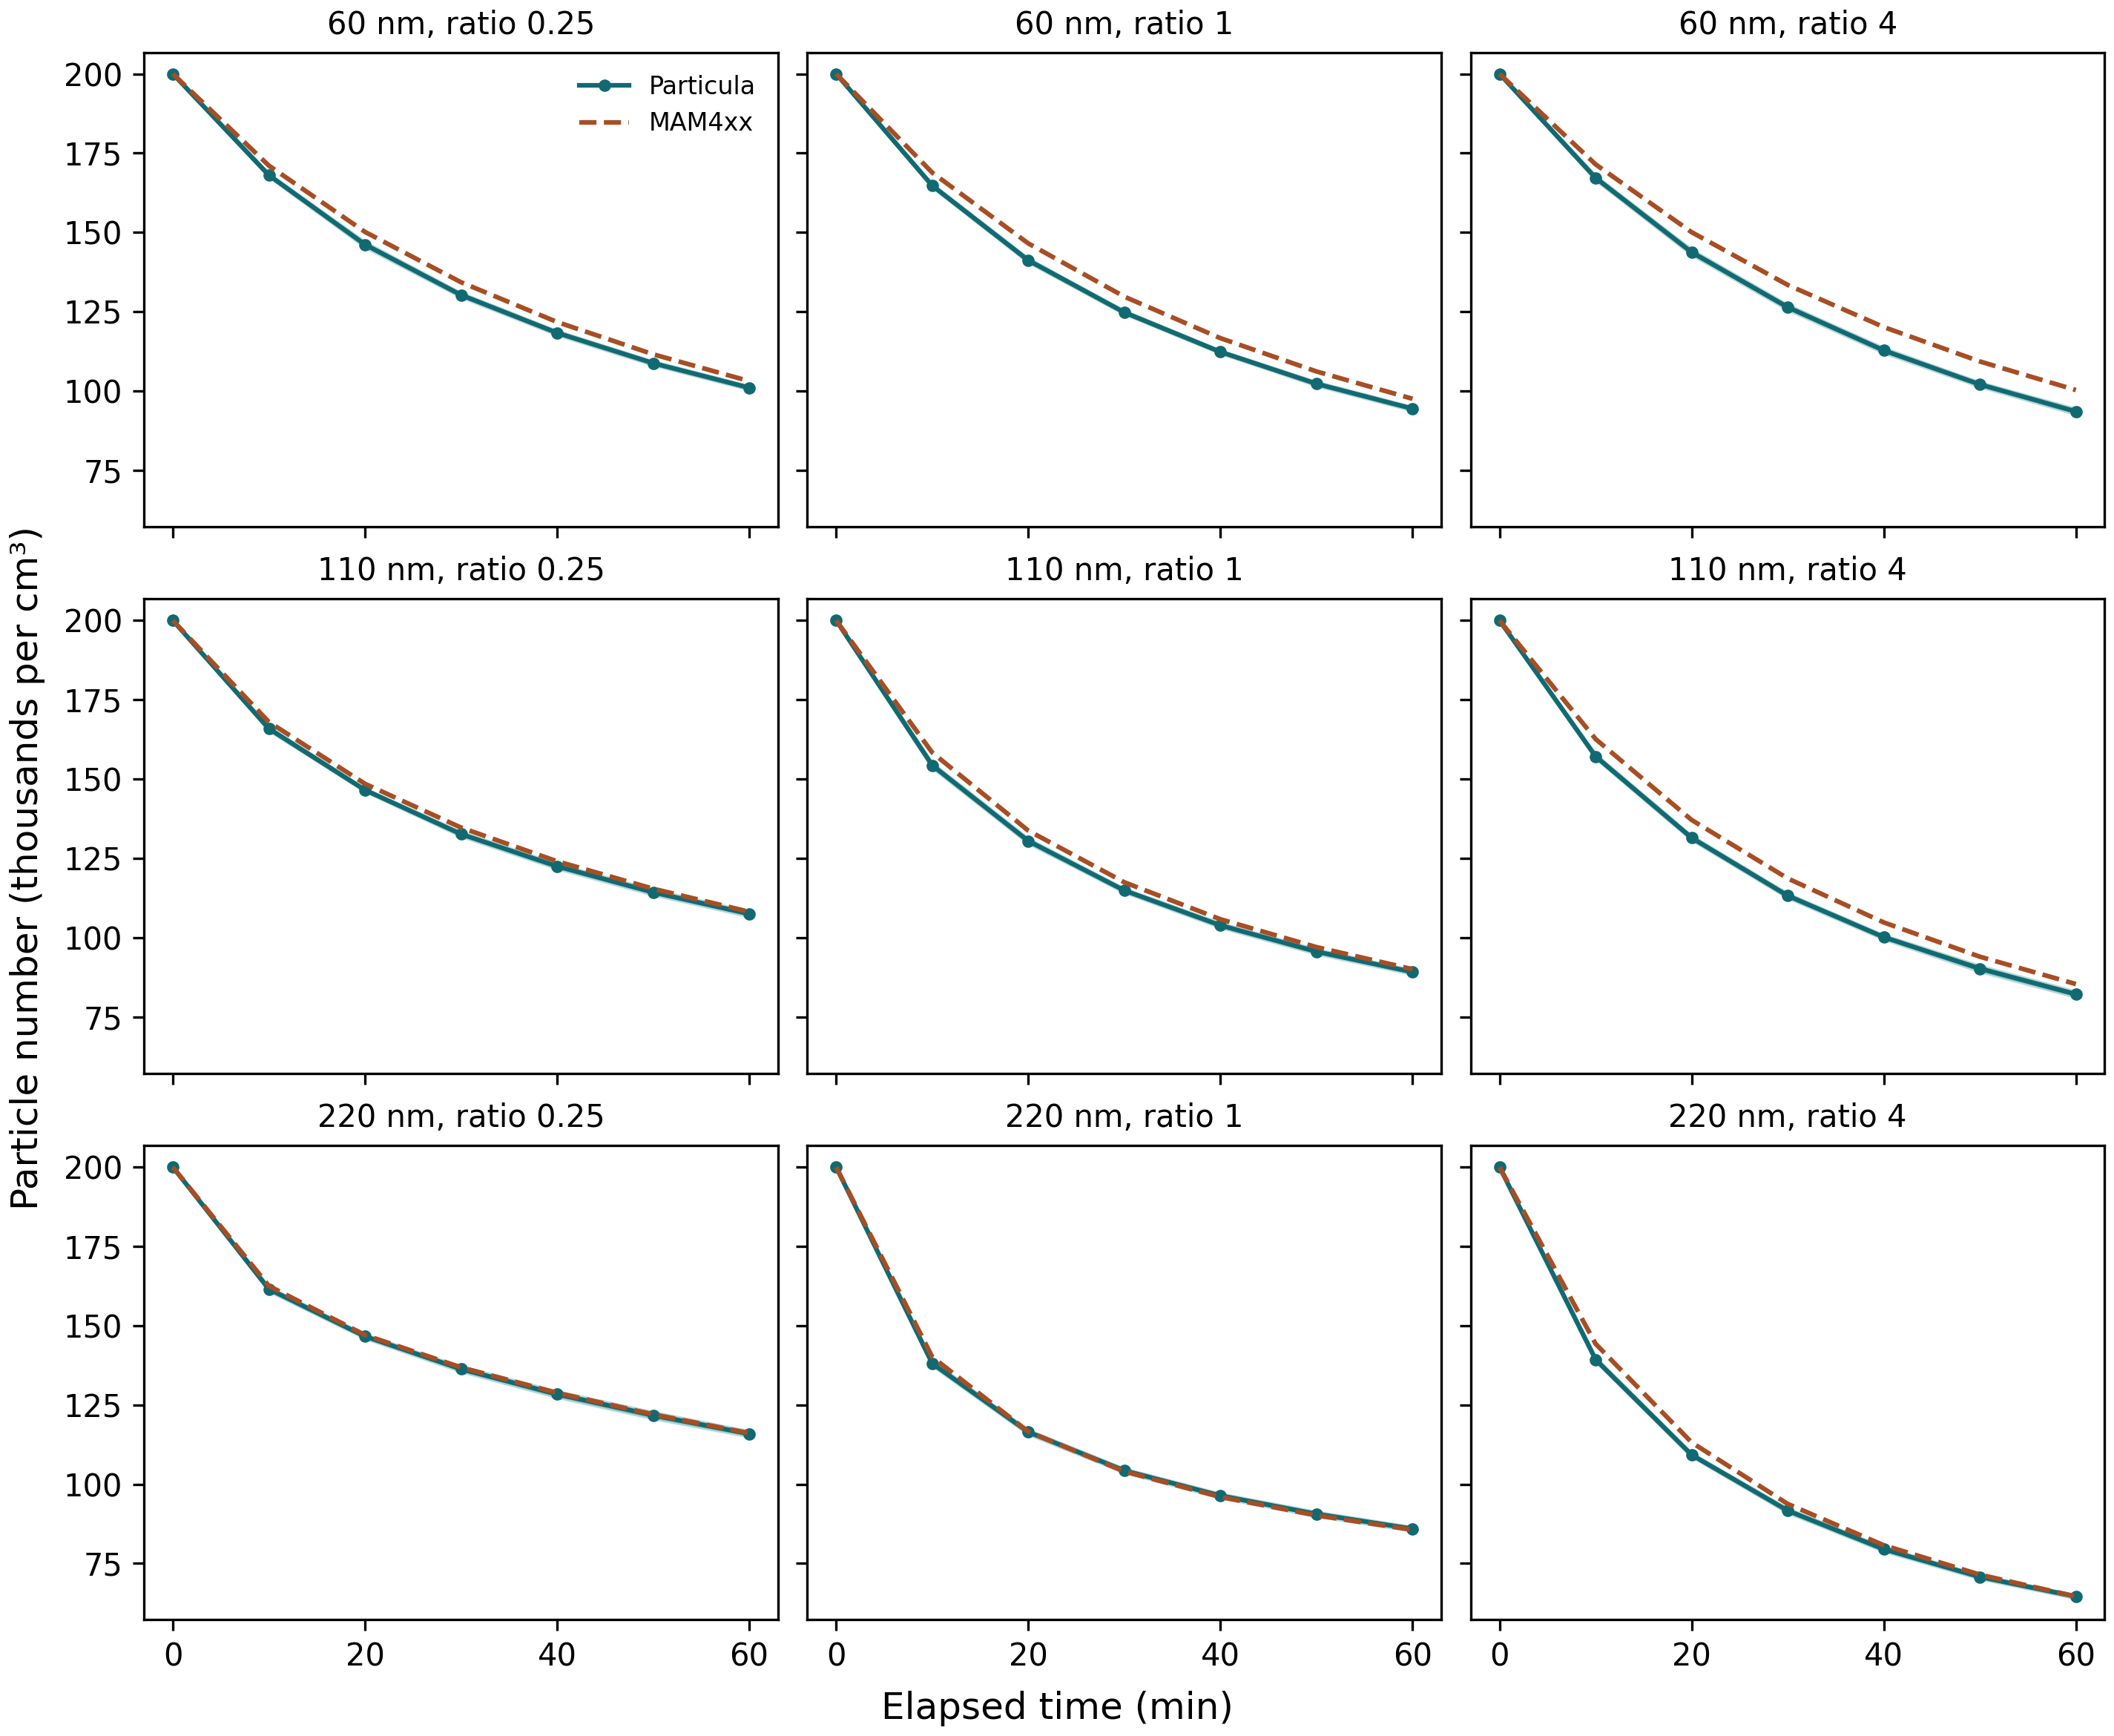 60 nm, ratio 0.25
60 nm, ratio 1
60 nm, ratio 4
Particula
MAM4xx
200
175
150
125
100
75
110 nm, ratio 0.25
110 nm, ratio 1
110 nm, ratio 4
200
175
150
125
100
75
220 nm, ratio 0.25
220 nm, ratio 1
220 nm, ratio 4
200
175
150
125
100
75
0 20 40 60
0 20 40 60
0 20 40 60
Elapsed time (min)
Particle number (thousands per cm³)